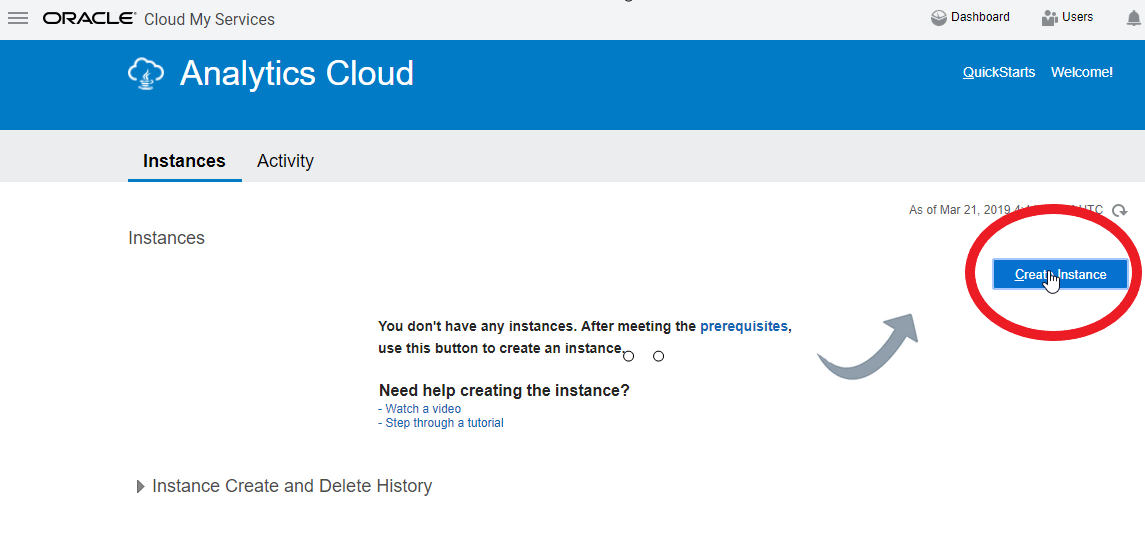 ORACLE Cloud My Services
Dashboard
Users
Analytics Cloud
QuickStarts
Welcome!
Instances
Activity
As of Mar 21, 2019 UTC
Instances
Create Instance
You don't have any instances. After meeting the prerequisites,
use this button to create an instance.
Need help creating the instance?
- Watch a video
- Step through a tutorial
Instance Create and Delete History